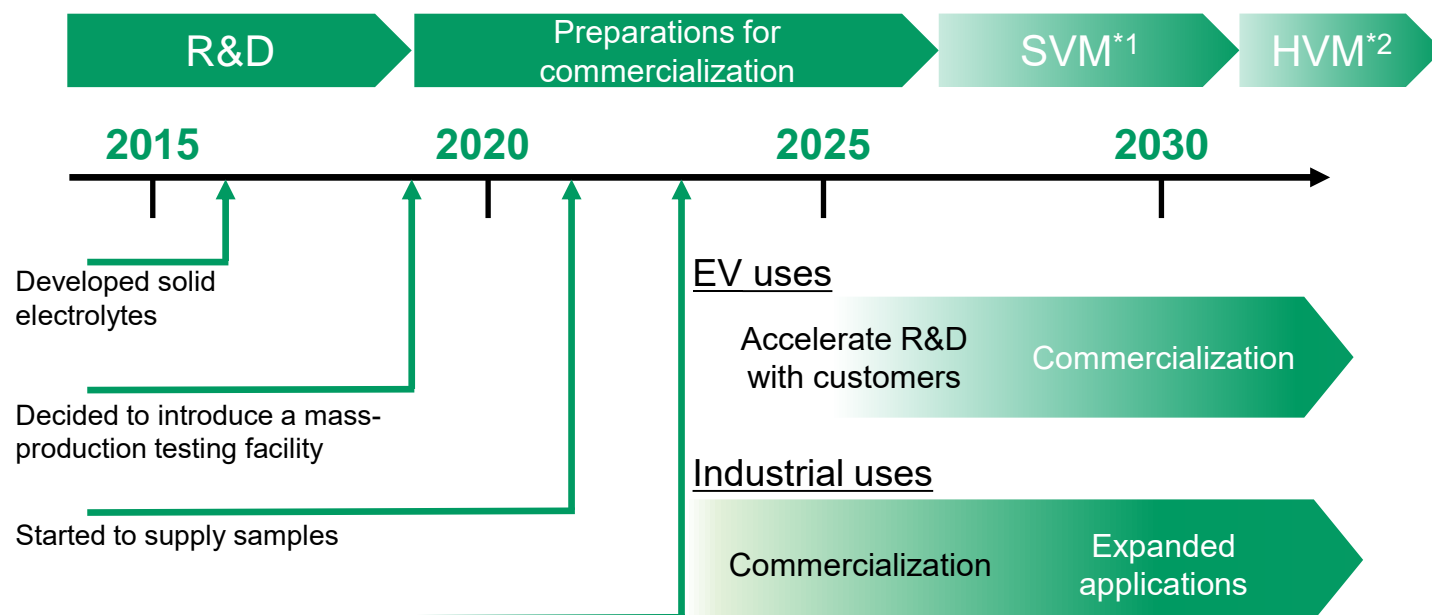 R&D
Preparations for
commercialization
SVM*1
HVM*2
2015
2020
2025
2030
Developed solid
electrolytes
Decided to introduce a mass-
production testing facility
Started to supply samples
EV uses
Accelerate R&D
with customers
Commercialization
Industrial uses
Commercialization
Expanded
applications